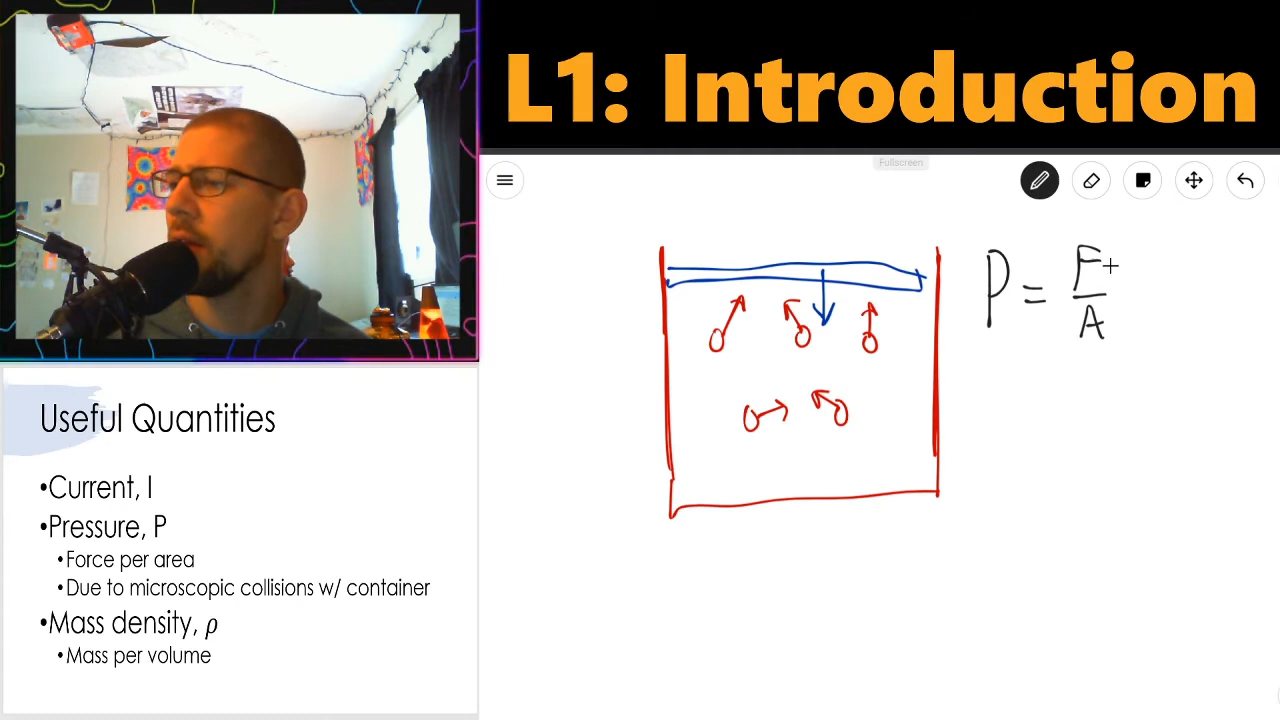 L1: Introduction
Fullscreen
P = F
A
Useful Quantities
•Current, I
•Pressure, P
•Force per area
•Due to microscopic collisions w/ container
•Mass density, ρ
•Mass per volume